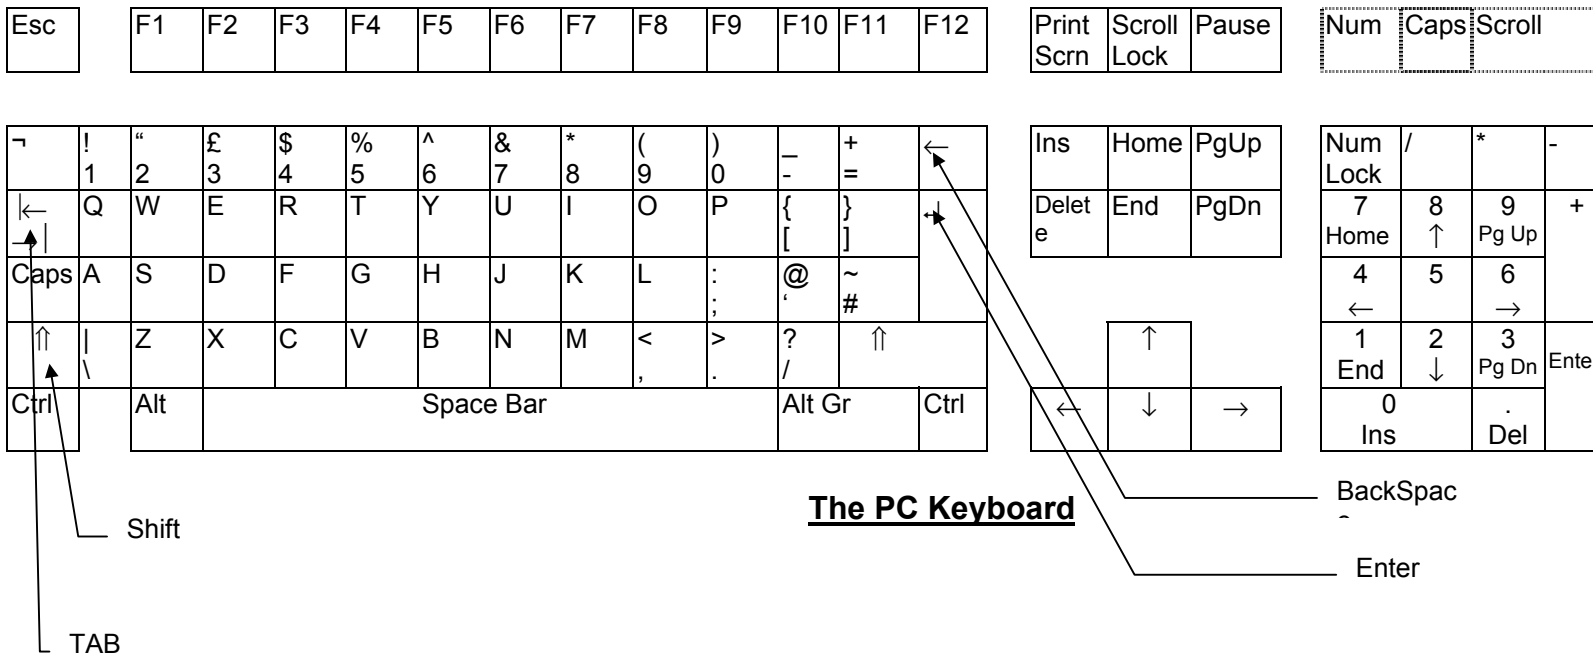 Esc F1 F2 F3 F4 F5 F6 F7 F8 F9 F10 F11 F12 Print Scroll Pause Num Caps Scroll
Scrn Lock
¬ ! “ £ $ % ^ & * ( ) _ + ← Ins Home PgUp Num / * -
1 2 3 4 5 6 7 8 9 0 - = Lock
|← Q W E R T Y U I O P { } ↵ Delet End PgDn 7 8 9 +
→| [ ] e Home ↑ Pg Up
Caps A S D F G H J K L : @ ~ 4 5 6
; ‘ # ← →
⇑ | Z X C V B N M < > ? ⇑ ↑ 1 2 3 Ente
\ , . / End ↓ Pg Dn
Ctrl Alt Space Bar Alt Gr Ctrl ← ↓ → 0 .
Ins Del
The PC Keyboard
BackSpac
Shift
Enter
TAB